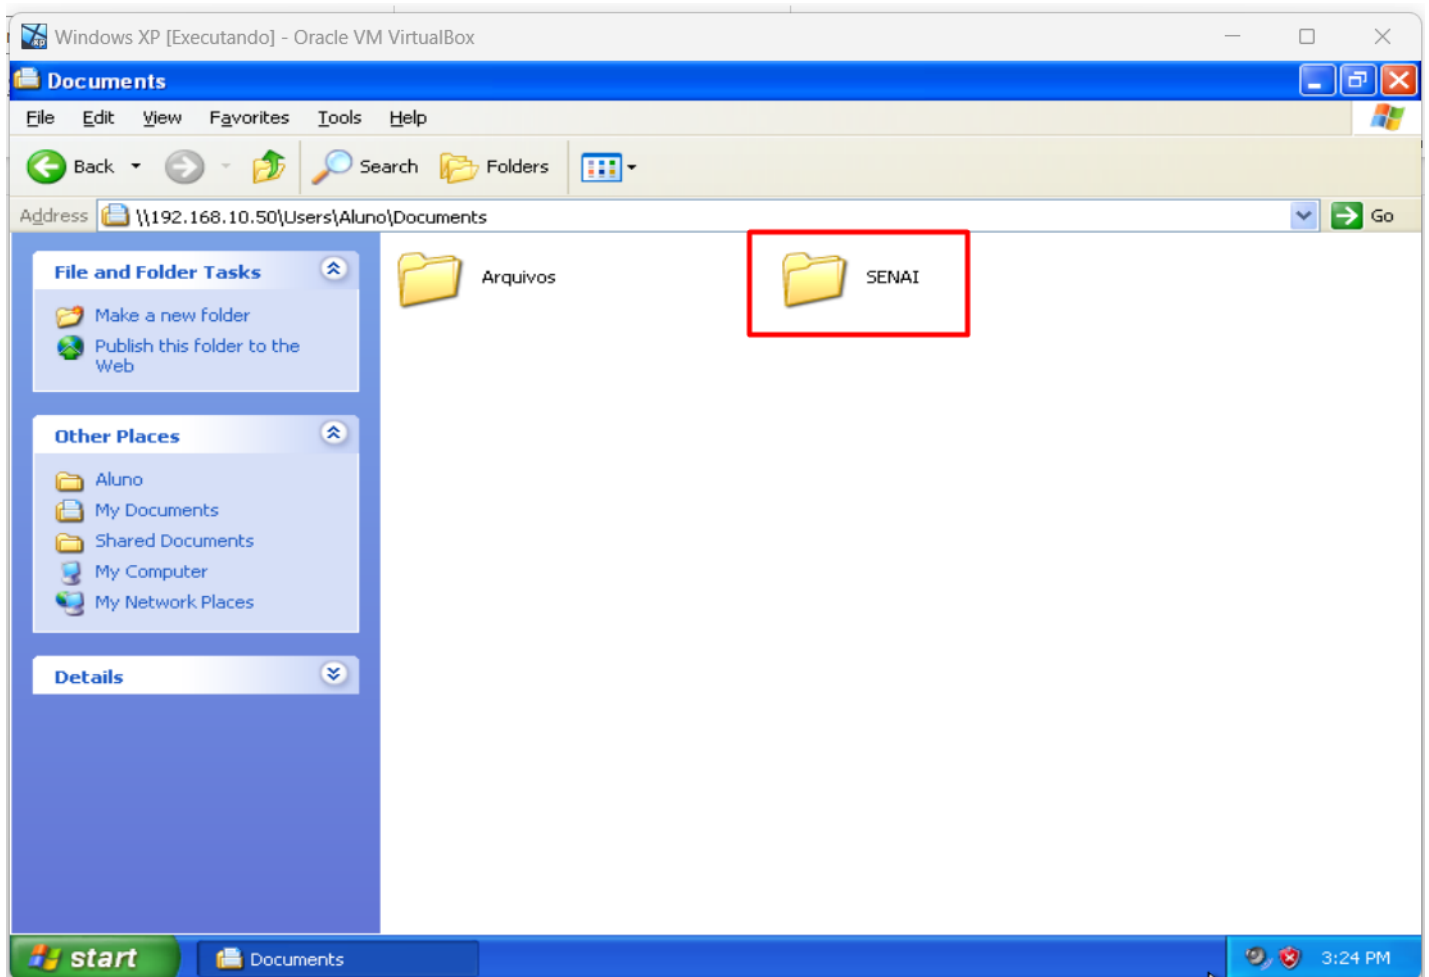 Windows XP [Executando] - Oracle VM VirtualBox
Documents
File Edit View Favorites Tools Help
Back Search Folders
Address \\192.168.10.50\Users\Aluno\Documents Go
File and Folder Tasks
Make a new folder
Publish this folder to the
Web
Other Places
Aluno
My Documents
Shared Documents
My Computer
My Network Places
Details
Arquivos
SENAI
start Documents 3:24 PM